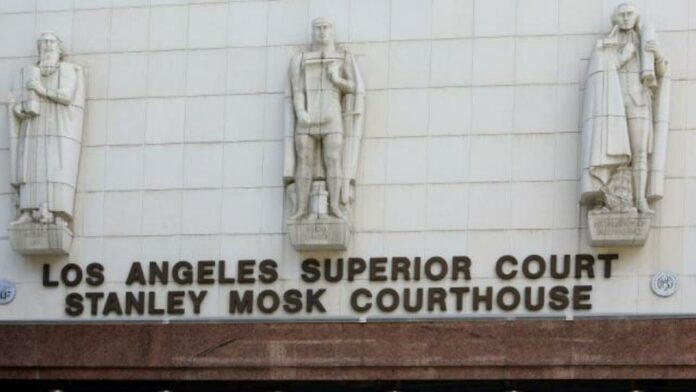 LOS ANGELES SUPERIOR COURT
STANLEY MOSK COURTHOUSE